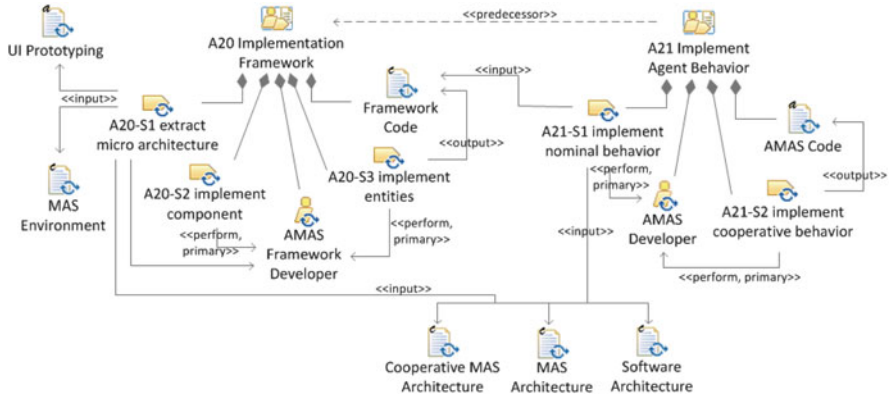 <<predecessor>>
UI Prototyping
A20 Implementation
Framework
A21 Implement
Agent Behavior
<<input>>
<<input>>
A20-S1 extract
micro architecture
Framework
Code
A21-S1 implement
nominal behavior
AMAS Code
<<output>>
<<output>>
MAS
Environment
A20-S2 implement
component
A20-S3 implement
entities
<<perform,
primary>>
AMAS
Developer
A21-S2 implement
cooperative behavior
<<perform,
primary>>
AMAS
Framework
Developer
<<perform,
primary>>
<<input>>
<<perform, primary>>
<<input>>
Cooperative MAS
Architecture
MAS
Architecture
Software
Architecture